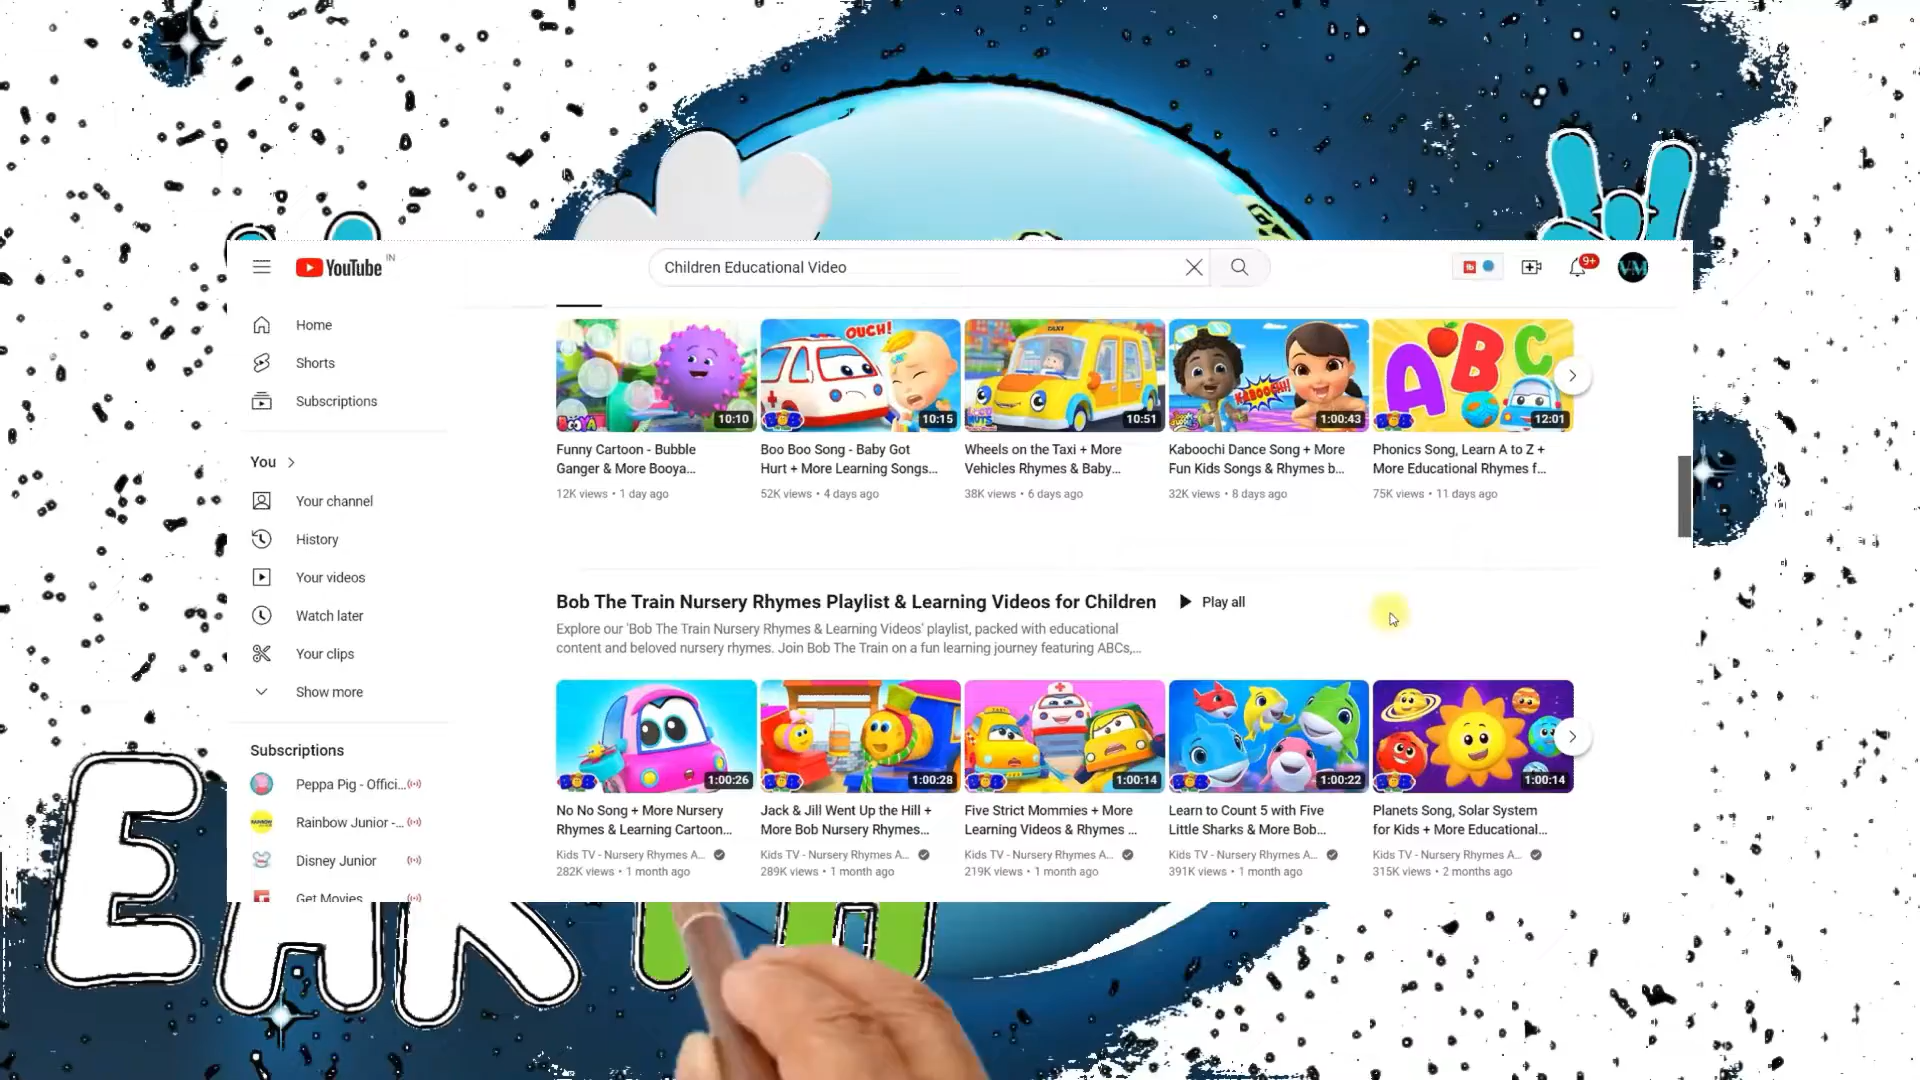 YouTube IN
Children Educational Video
9+
VM
Home
Shorts
Subscriptions
You
Your channel
History
Your videos
Watch later
Your clips
Show more
Subscriptions
Peppa Pig - Offici...
Rainbow Junior -...
Disney Junior
Get Movies
BOOYA
10:10
OUCH!
BOB
10:15
TAXI
10:51
KABOOCHI!
1:00:43
ABC
BOB
12:01
Funny Cartoon - Bubble
Ganger & More Booya...
12K views • 1 day ago
Boo Boo Song - Baby Got
Hurt + More Learning Songs...
52K views • 4 days ago
Wheels on the Taxi + More
Vehicles Rhymes & Baby...
38K views • 6 days ago
Kaboochi Dance Song + More
Fun Kids Songs & Rhymes b...
32K views • 8 days ago
Phonics Song, Learn A to Z +
More Educational Rhymes f...
75K views • 11 days ago
Bob The Train Nursery Rhymes Playlist & Learning Videos for Children
Play all
Explore our 'Bob The Train Nursery Rhymes & Learning Videos' playlist, packed with educational
content and beloved nursery rhymes. Join Bob The Train on a fun learning journey featuring ABCs,...
BOB
1:00:26
BOB
1:00:28
BOB
1:00:14
BOB
1:00:22
BOB
1:00:14
No No Song + More Nursery
Rhymes & Learning Cartoon...
Kids TV - Nursery Rhymes A...
282K views • 1 month ago
Jack & Jill Went Up the Hill +
More Bob Nursery Rhymes...
Kids TV - Nursery Rhymes A...
289K views • 1 month ago
Five Strict Mommies + More
Learning Videos & Rhymes ...
Kids TV - Nursery Rhymes A...
219K views • 1 month ago
Learn to Count 5 with Five
Little Sharks & More Bob...
Kids TV - Nursery Rhymes A...
391K views • 1 month ago
Planets Song, Solar System
for Kids + More Educational...
Kids TV - Nursery Rhymes A...
315K views • 2 months ago